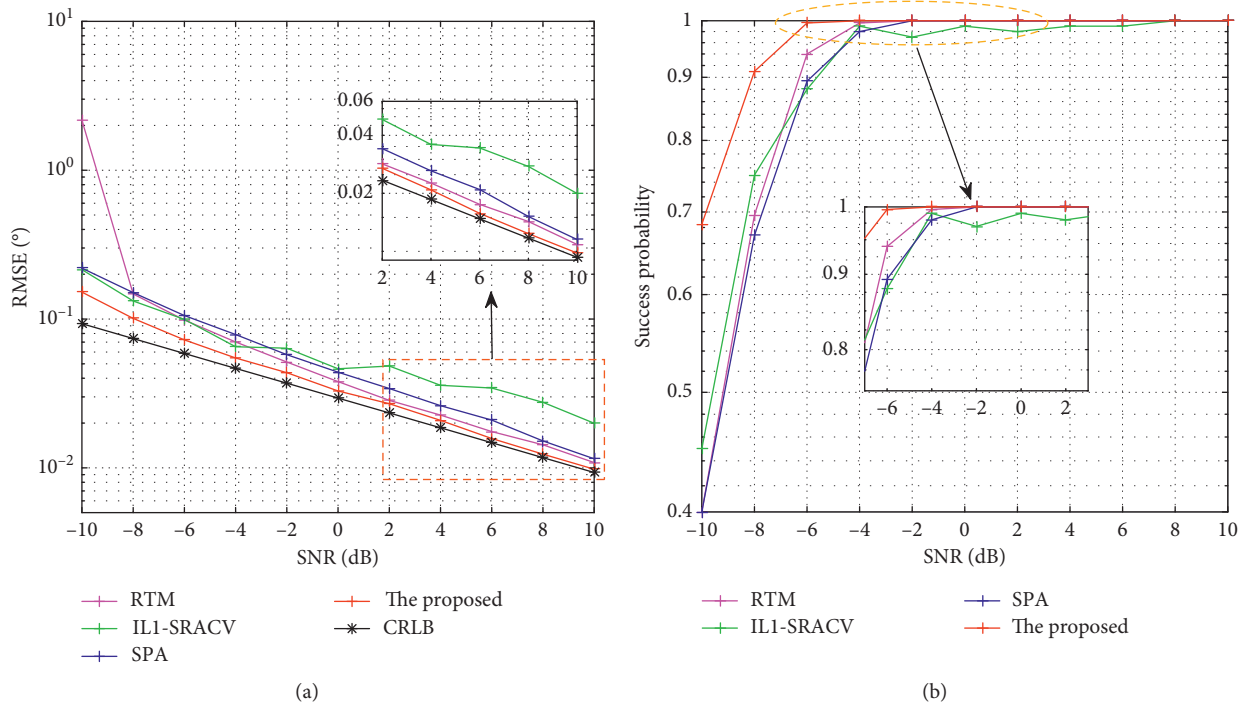 10¹
10⁰
10⁻¹
10⁻²
RMSE (°)
0.06
0.04
0.02
2 4 6 8 10
−10 −8 −6 −4 −2 0 2 4 6 8 10
SNR (dB)
RTM
IL1-SRACV
SPA
The proposed
CRLB
(a)
1
0.9
0.8
0.7
0.6
0.5
0.4
Success probability
1
0.9
0.8
−6 −4 −2 0 2
−10 −8 −6 −4 −2 0 2 4 6 8 10
SNR (dB)
RTM
IL1-SRACV
SPA
The proposed
(b)